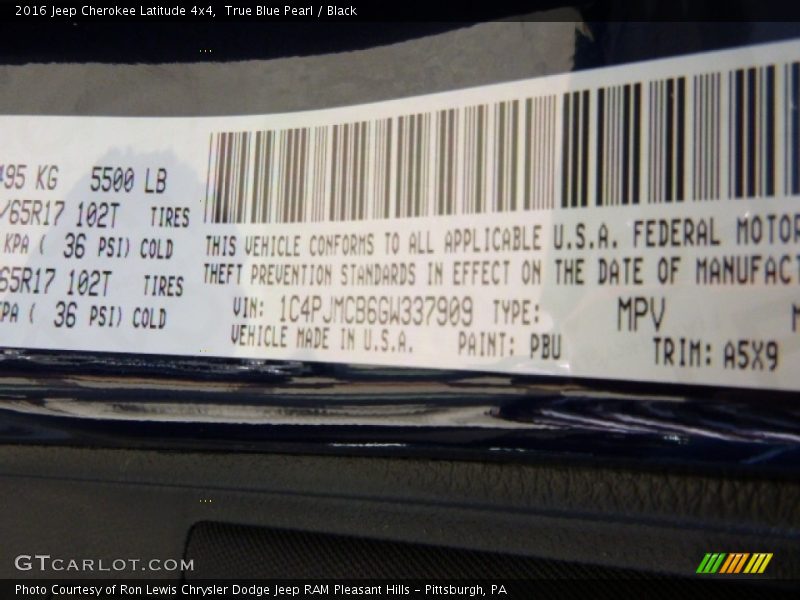 2016 Jeep Cherokee Latitude 4x4,  True Blue Pearl / Black
495 KG 5500 LB
/65R17 102T TIRES
KPA ( 36 PSI) COLD
65R17 102T TIRES
KPA ( 36 PSI) COLD
THIS VEHICLE CONFORMS TO ALL APPLICABLE U.S.A. FEDERAL MOTOR
THEFT PREVENTION STANDARDS IN EFFECT ON THE DATE OF MANUFACT
VIN: 1C4PJMCB6GW337909 TYPE: MPV
VEHICLE MADE IN U.S.A. PAINT: PBU TRIM: A5X9
GTCARLOT.COM
Photo Courtesy of Ron Lewis Chrysler Dodge Jeep RAM Pleasant Hills - Pittsburgh, PA